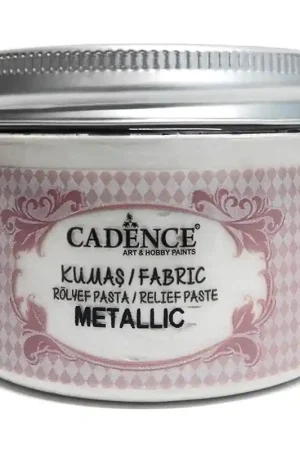 CADENCE
ART & HOBBY PAINTS
KUMAŞ / FABRIC
RÖLYEF PASTA / RELIEF PASTE
METALLIC